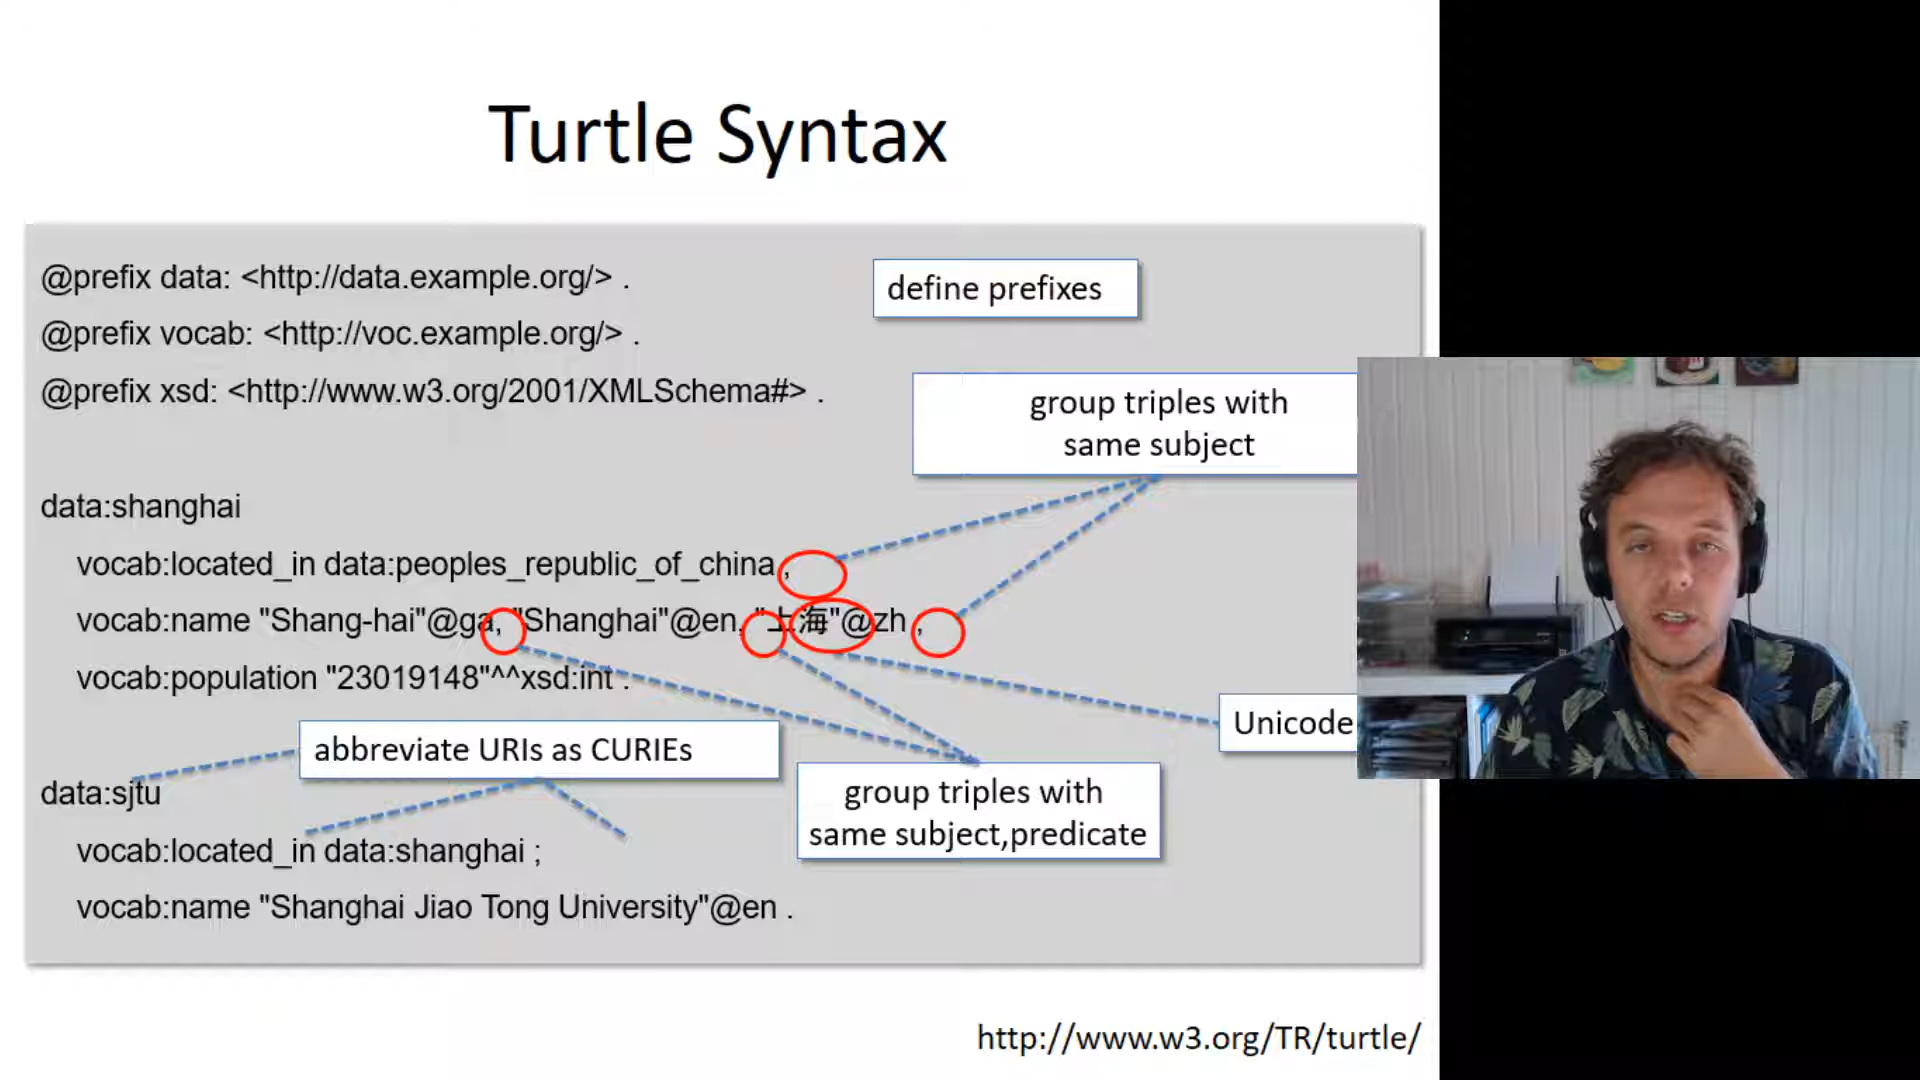 Turtle Syntax
@prefix data: <http://data.example.org/> .
define prefixes
@prefix vocab: <http://voc.example.org/> .
@prefix xsd: <http://www.w3.org/2001/XMLSchema#> .
group triples with
same subject
data:shanghai
vocab:located_in data:peoples_republic_of_china ;
vocab:name "Shang-hai"@ga, "Shanghai"@en, "上海"@zh ;
vocab:population "23019148"^^xsd:int .
Unicode
abbreviate URIs as CURIEs
data:sjtu
group triples with
same subject,predicate
vocab:located_in data:shanghai ;
vocab:name "Shanghai Jiao Tong University"@en .
http://www.w3.org/TR/turtle/